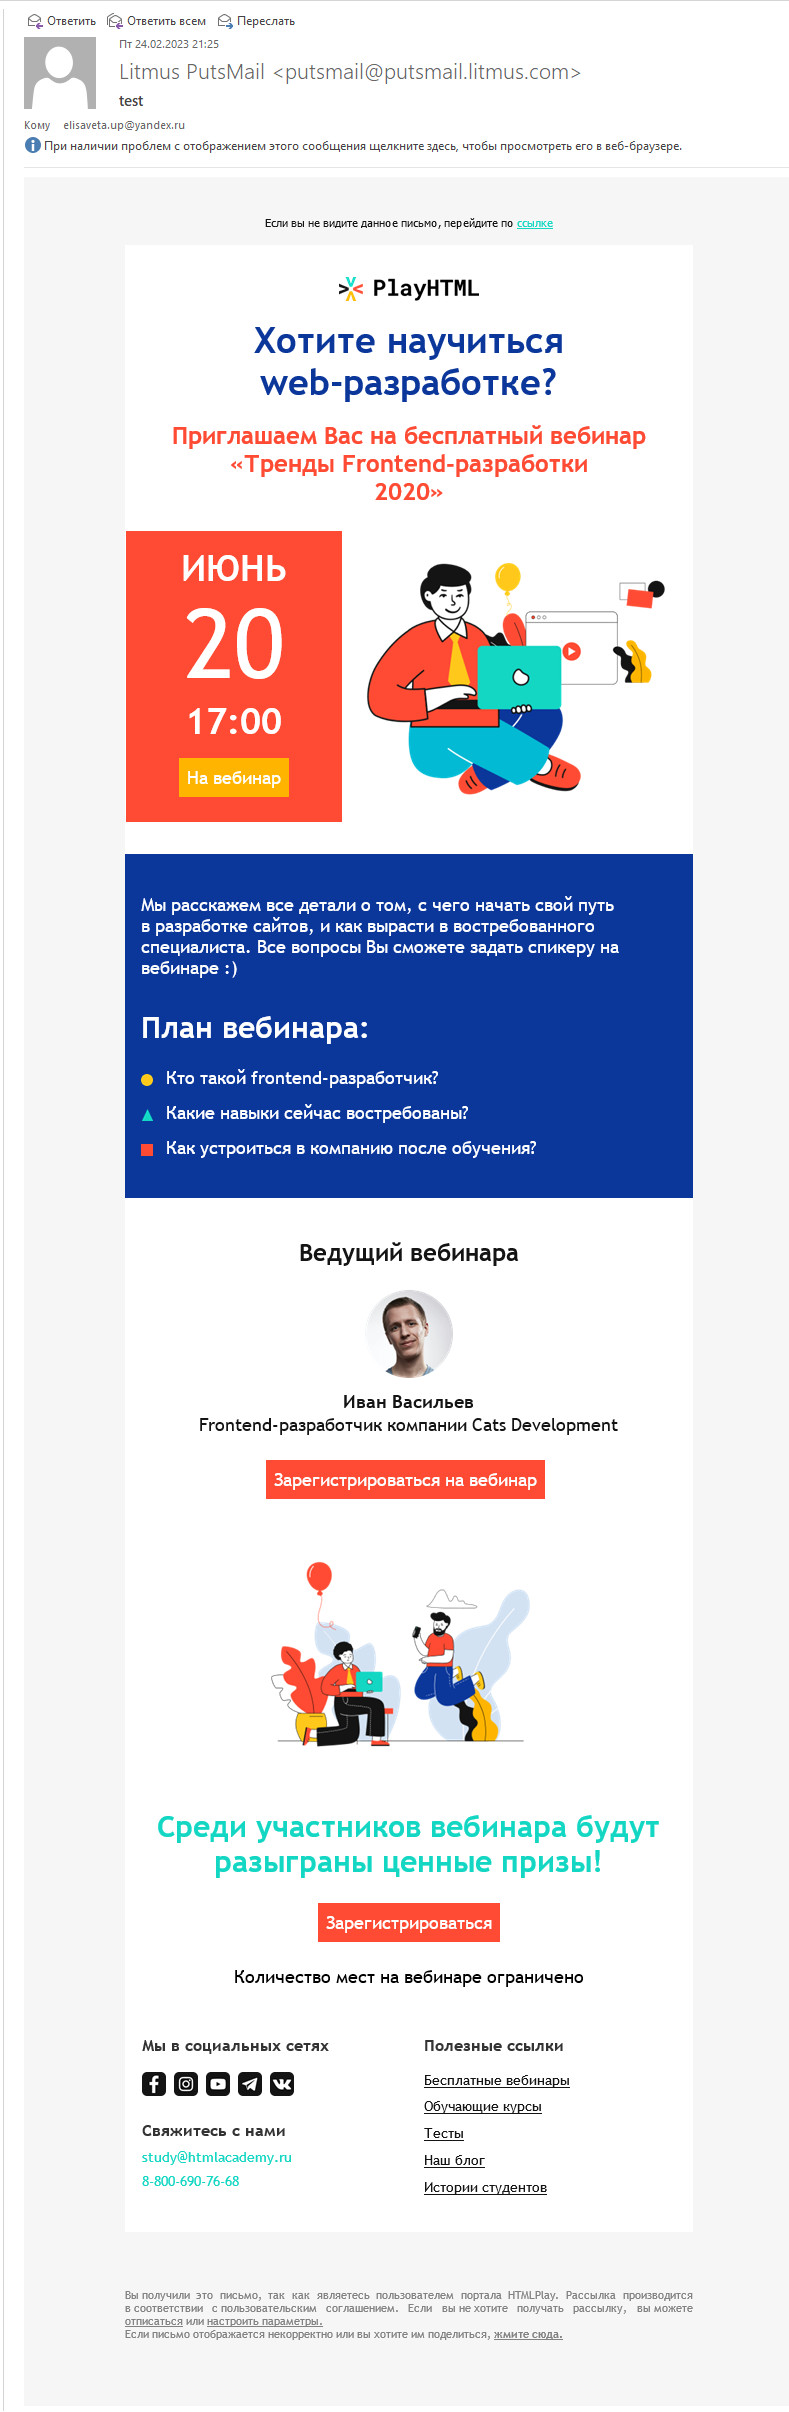 Ответить Ответить всем Переслать
Пт 24.02.2023 21:25
Litmus PutsMail <putsmail@putsmail.litmus.com>
test
Кому elisaveta.up@yandex.ru
При наличии проблем с отображением этого сообщения щелкните здесь, чтобы просмотреть его в веб-браузере.
Если вы не видите данное письмо, перейдите по ссылке
PlayHTML
Хотите научиться
web-разработке?
Приглашаем Вас на бесплатный вебинар
«Тренды Frontend-разработки
2020»
ИЮНЬ
20
17:00
На вебинар
Мы расскажем все детали о том, с чего начать свой путь
в разработке сайтов, и как вырасти в востребованного
специалиста. Все вопросы Вы сможете задать спикеру на
вебинаре :)
План вебинара:
Кто такой frontend-разработчик?
Какие навыки сейчас востребованы?
Как устроиться в компанию после обучения?
Ведущий вебинара
Иван Васильев
Frontend-разработчик компании Cats Development
Зарегистрироваться на вебинар
Среди участников вебинара будут
разыграны ценные призы!
Зарегистрироваться
Количество мест на вебинаре ограничено
Мы в социальных сетях
Свяжитесь с нами
study@htmlacademy.ru
8-800-690-76-68
Полезные ссылки
Бесплатные вебинары
Обучающие курсы
Тесты
Наш блог
Истории студентов
Вы получили это письмо, так как являетесь пользователем портала HTMLPlay. Рассылка производится
в соответствии с пользовательским соглашением. Если вы не хотите получать рассылку, вы можете
отписаться или настроить параметры.
Если письмо отображается некорректно или вы хотите им поделиться, жмите сюда.